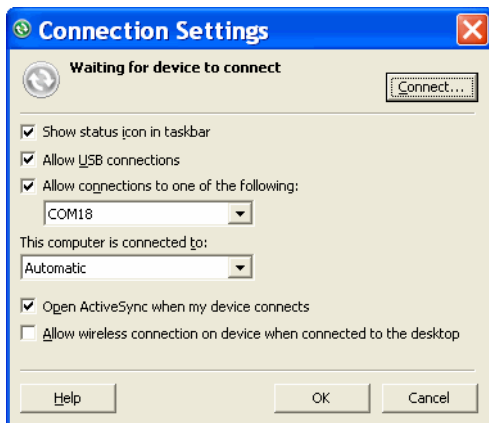 Connection Settings
Waiting for device to connect
Connect...
Show status icon in taskbar
Allow USB connections
Allow connections to one of the following:
COM18
This computer is connected to:
Automatic
Open ActiveSync when my device connects
Allow wireless connection on device when connected to the desktop
Help OK Cancel